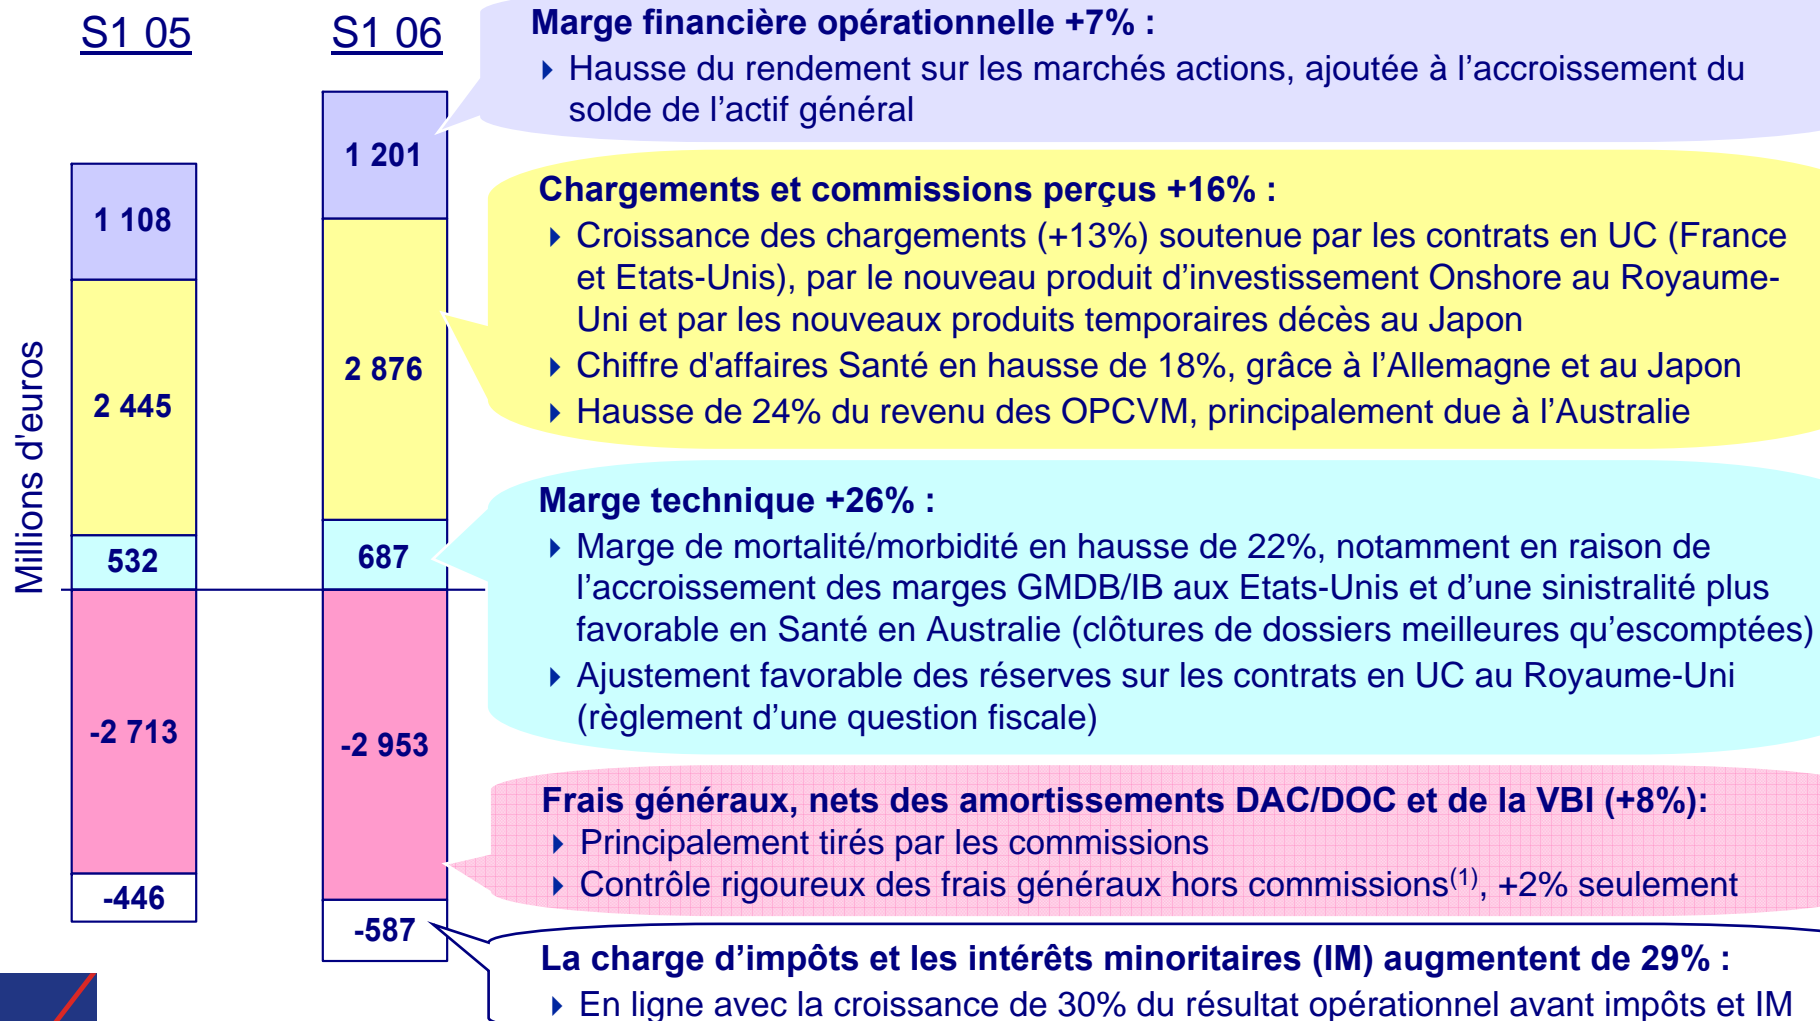 S1 05
S1 06
Millions d'euros
1 108
2 445
532
-2 713
-446
1 201
2 876
687
-2 953
-587
Marge financière opérationnelle +7% :
Hausse du rendement sur les marchés actions, ajoutée à l’accroissement du
solde de l’actif général
Chargements et commissions perçus +16% :
Croissance des chargements (+13%) soutenue par les contrats en UC (France
et Etats-Unis), par le nouveau produit d’investissement Onshore au Royaume-
Uni et par les nouveaux produits temporaires décès au Japon
Chiffre d'affaires Santé en hausse de 18%, grâce à l’Allemagne et au Japon
Hausse de 24% du revenu des OPCVM, principalement due à l’Australie
Marge technique +26% :
Marge de mortalité/morbidité en hausse de 22%, notamment en raison de
l’accroissement des marges GMDB/IB aux Etats-Unis et d’une sinistralité plus
favorable en Santé en Australie (clôtures de dossiers meilleures qu’escomptées)
Ajustement favorable des réserves sur les contrats en UC au Royaume-Uni
(règlement d’une question fiscale)
Frais généraux, nets des amortissements DAC/DOC et de la VBI (+8%):
Principalement tirés par les commissions
Contrôle rigoureux des frais généraux hors commissions(1), +2% seulement
La charge d’impôts et les intérêts minoritaires (IM) augmentent de 29% :
En ligne avec la croissance de 30% du résultat opérationnel avant impôts et IM